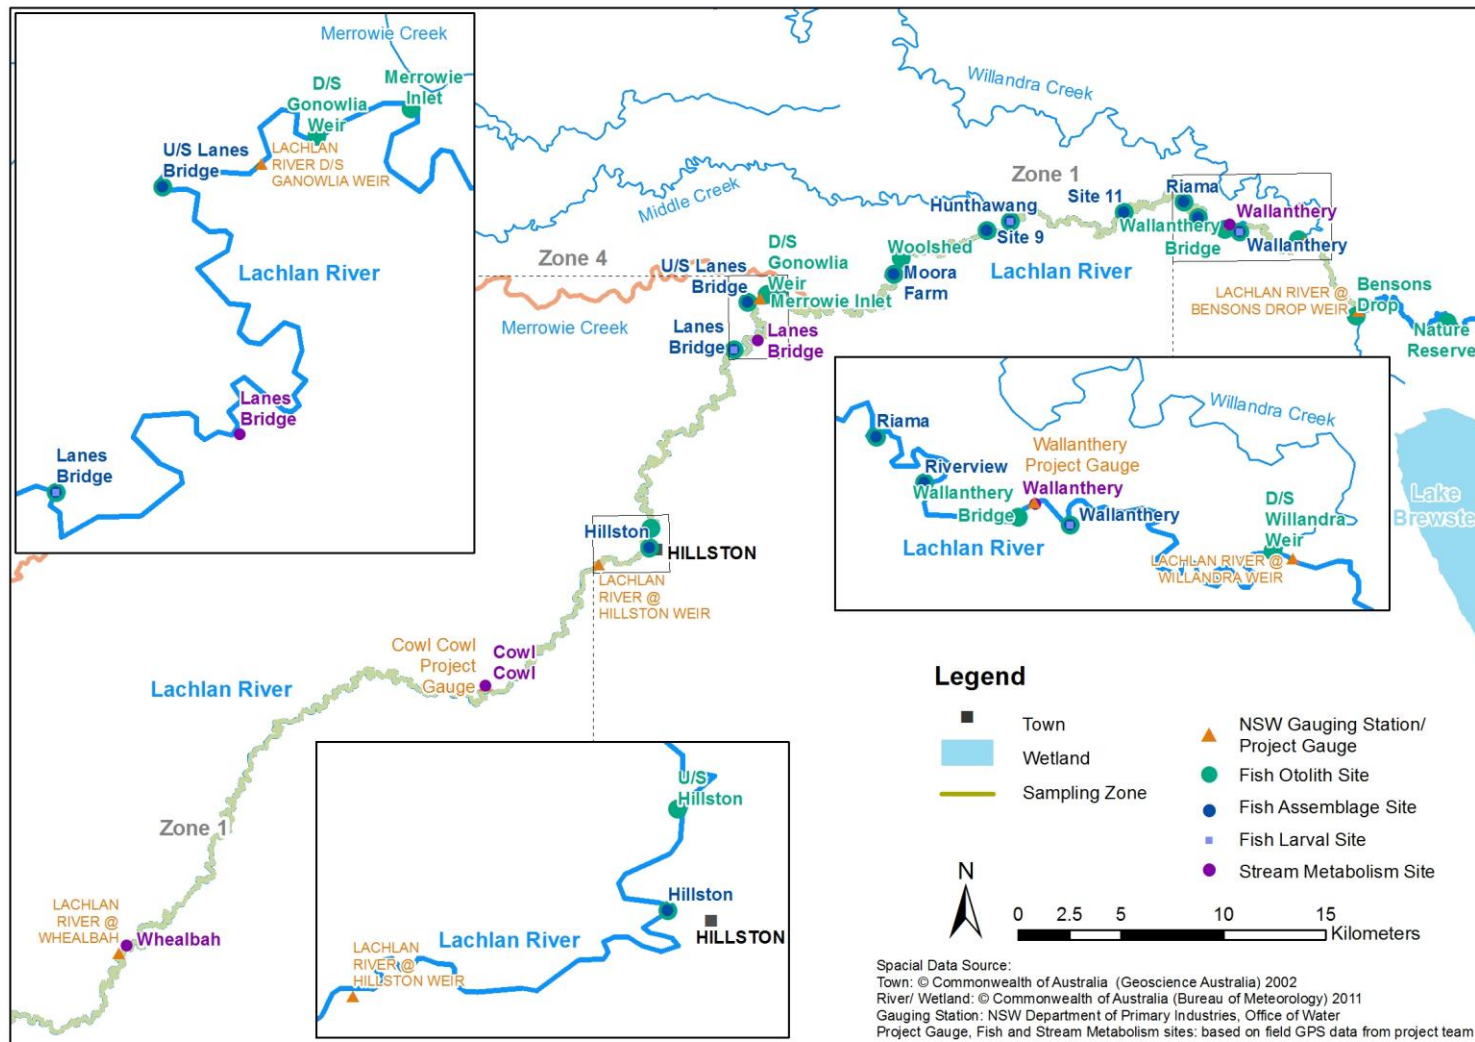 Merrowie Creek
D/S
Gonowlia
Weir
Merrowie
Inlet
U/S Lanes
Bridge
LACHLAN
RIVER D/S
GANOWLIA WEIR
Lachlan River
Lanes
Bridge
Lanes
Bridge
Willandra Creek
Middle Creek
Zone 1
Hunthawang
Site 11
Riama
Wallanthery
Wallanthery
Bridge
Wallanthery
Site 9
Lachlan River
Woolshed
Moora
Farm
D/S
Gonowlia
Weir
U/S Lanes
Bridge
Merrowie Inlet
Zone 4
Merrowie Creek
Lanes
Bridge
Lanes
Bridge
LACHLAN RIVER @
BENSONS DROP WEIR
Bensons
Drop
Nature
Reserve
Willandra Creek
Riama
Riverview
Wallanthery
Bridge
Wallanthery
Project Gauge
Wallanthery
Wallanthery
D/S
Willandra
Weir
Lachlan River
LACHLAN RIVER @
WILLANDRA WEIR
Lake
Brewste
Hillston
HILLSTON
LACHLAN
RIVER @
HILLSTON WEIR
Cowl Cowl
Project
Gauge
Cowl
Cowl
Lachlan River
Zone 1
LACHLAN
RIVER @
WHEALBAH
Whealbah
U/S
Hillston
Hillston
HILLSTON
Lachlan River
LACHLAN
RIVER @
HILLSTON WEIR
Legend
Town
Wetland
Sampling Zone
NSW Gauging Station/
Project Gauge
Fish Otolith Site
Fish Assemblage Site
Fish Larval Site
Stream Metabolism Site
N
0 2.5 5 10 15
Kilometers
Spacial Data Source:
Town: © Commonwealth of Australia (Geoscience Australia) 2002
River/ Wetland: © Commonwealth of Australia (Bureau of Meteorology) 2011
Gauging Station: NSW Department of Primary Industries, Office of Water
Project Gauge, Fish and Stream Metabolism sites: based on field GPS data from project team